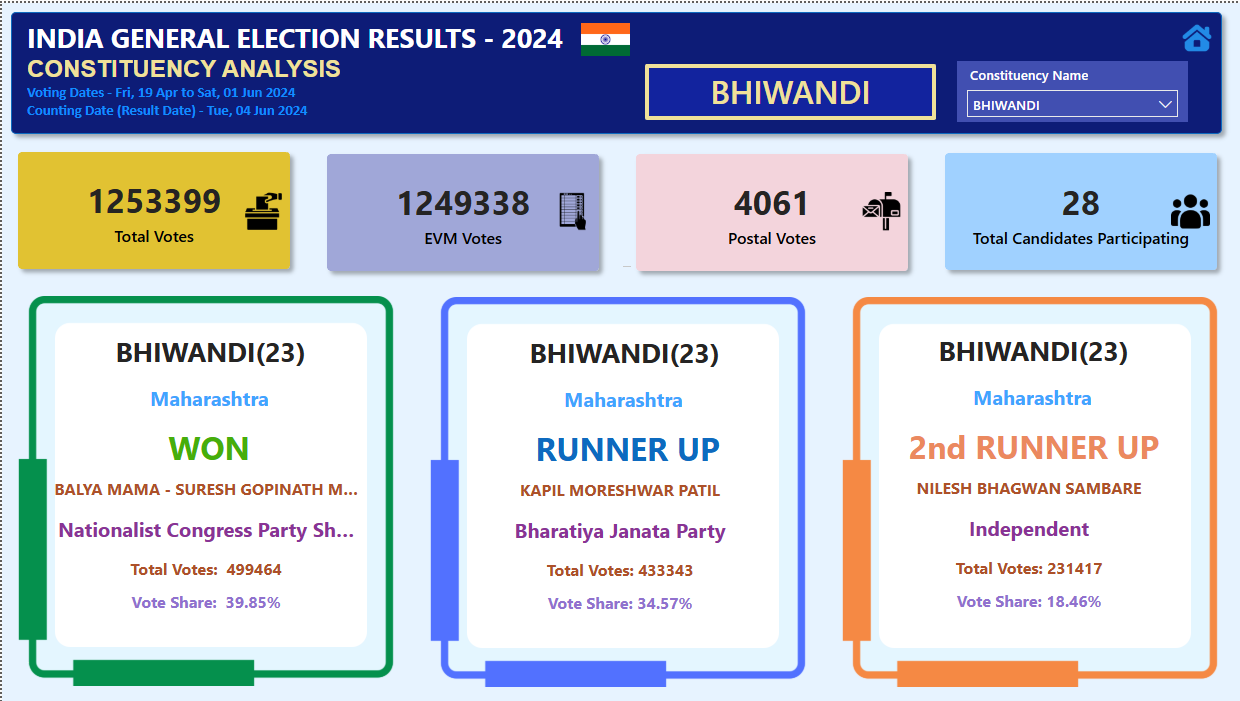 INDIA GENERAL ELECTION RESULTS - 2024
CONSTITUENCY ANALYSIS
Voting Dates - Fri, 19 Apr to Sat, 01 Jun 2024
Counting Date (Result Date) - Tue, 04 Jun 2024
BHIWANDI
Constituency Name
BHIWANDI
1253399
Total Votes
1249338
EVM Votes
4061
Postal Votes
28
Total Candidates Participating
BHIWANDI(23)
Maharashtra
WON
BALYA MAMA - SURESH GOPINATH M...
Nationalist Congress Party Sh...
Total Votes: 499464
Vote Share: 39.85%
BHIWANDI(23)
Maharashtra
RUNNER UP
KAPIL MORESHWAR PATIL
Bharatiya Janata Party
Total Votes: 433343
Vote Share: 34.57%
BHIWANDI(23)
Maharashtra
2nd RUNNER UP
NILESH BHAGWAN SAMBARE
Independent
Total Votes: 231417
Vote Share: 18.46%